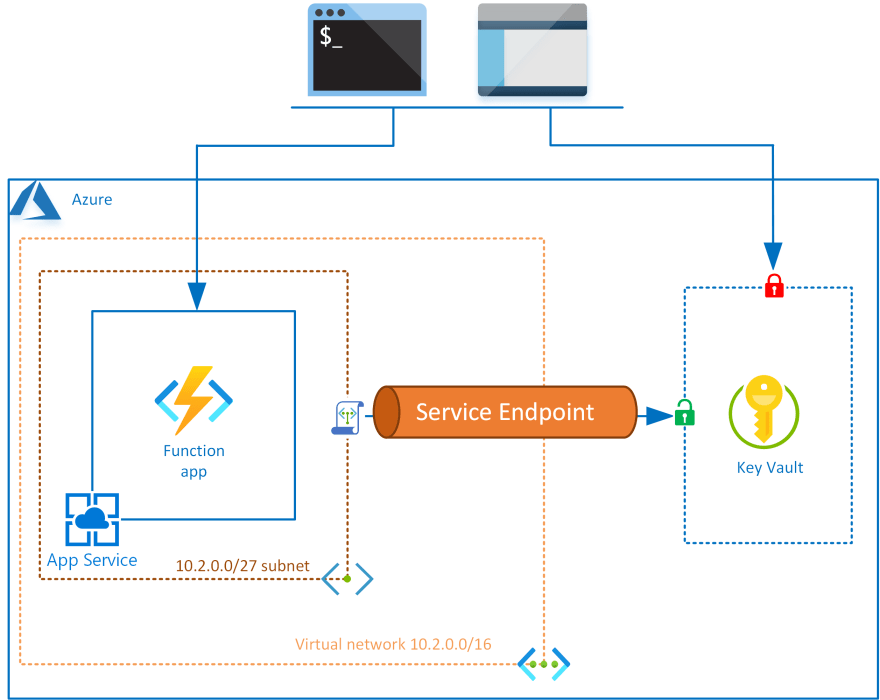 $_
Azure
Service Endpoint
Function
app
Key Vault
App Service
10.2.0.0/27 subnet
Virtual network 10.2.0.0/16